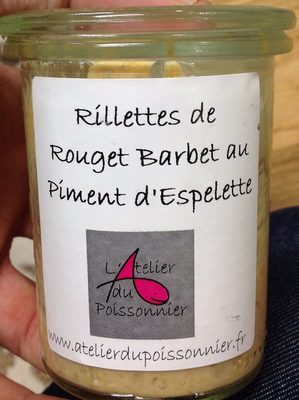 Rillettes de
Rouget Barbet au
Piment d'Espelette
L'Atelier
du
Poissonnier
www.atelierdupoissonnier.fr